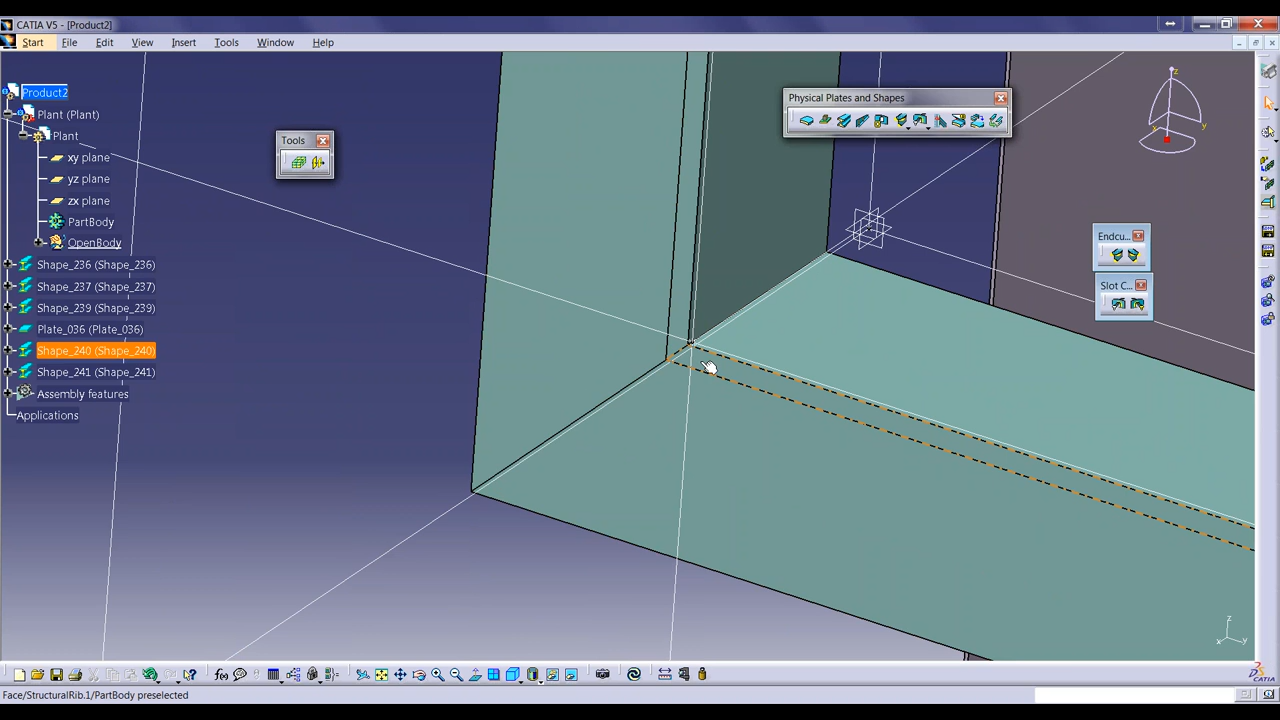 CATIA V5 - [Product2]
Start File Edit View Insert Tools Window Help
Product2
Plant (Plant)
Plant
xy plane
yz plane
zx plane
PartBody
OpenBody
Shape_236 (Shape_236)
Shape_237 (Shape_237)
Shape_239 (Shape_239)
Plate_036 (Plate_036)
Shape_240 (Shape_240)
Shape_241 (Shape_241)
Assembly features
Applications
Tools
Physical Plates and Shapes
Endcu...
Slot C...
z
x
y
z
x
y
CATIA
Face/StructuralRib.1/PartBody preselected